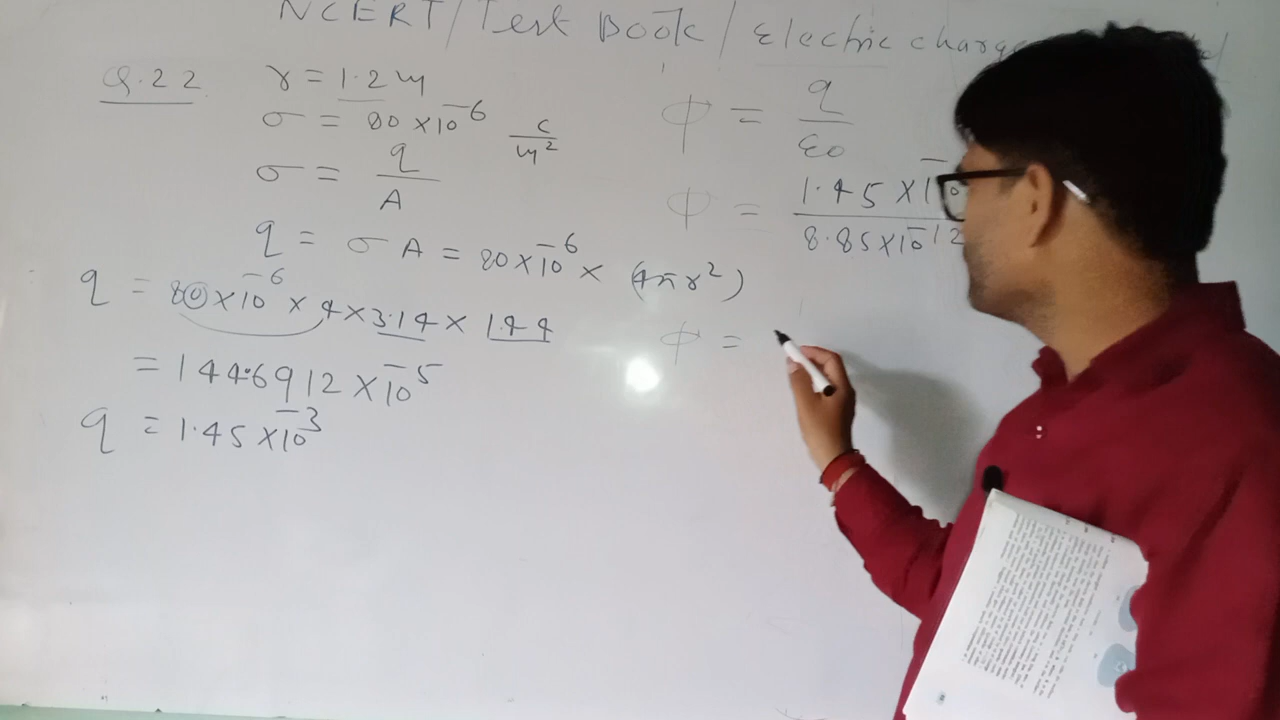 NCERT/Test Book/Electric charge
Q.22 r = 1.2 m
σ = 80 × 10⁻⁶ C/m²
σ = q/A
q = σ A = 80 × 10⁻⁶ × (4πr²)
q = 80 × 10⁻⁶ × 4 × 3.14 × 1.44
= 144.6912 × 10⁻⁵
q = 1.45 × 10⁻³
ϕ = q/ε₀
ϕ = 1.45 × 10⁻ / 8.85 × 10⁻¹²
ϕ =